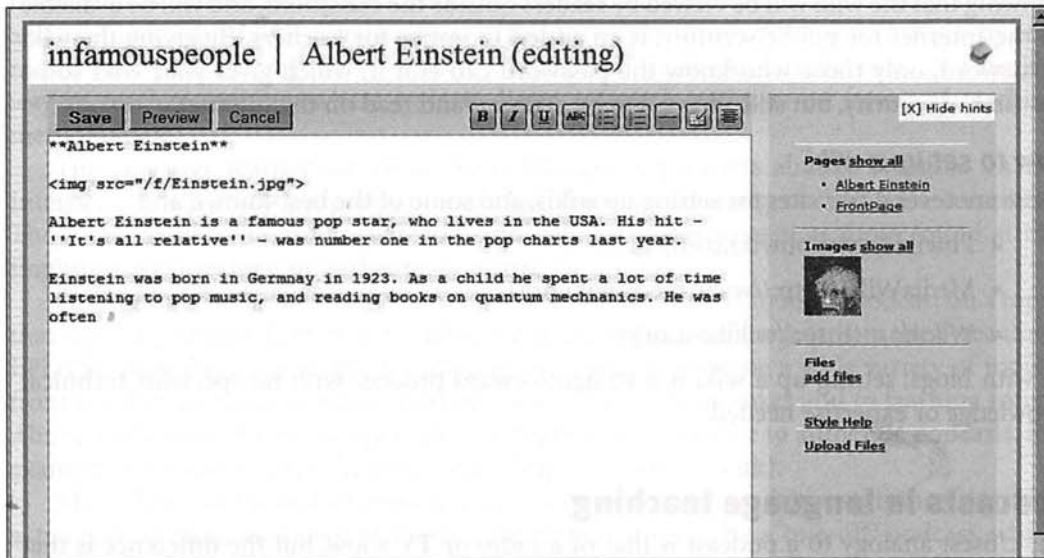 infamouspeople Albert Einstein (editing)
[X] Hide hints
Save Preview Cancel B I U ABC
**Albert Einstein**
<img src="/f/Einstein.jpg">
Albert Einstein is a famous pop star, who lives in the USA. His hit –
''It's all relative'' – was number one in the pop charts last year.
Einstein was born in Germnay in 1923. As a child he spent a lot of time
listening to pop music, and reading books on quantum mechnanics. He was
often
Pages show all
• Albert Einstein
• FrontPage
Images show all
Files
add files
Style Help
Upload Files